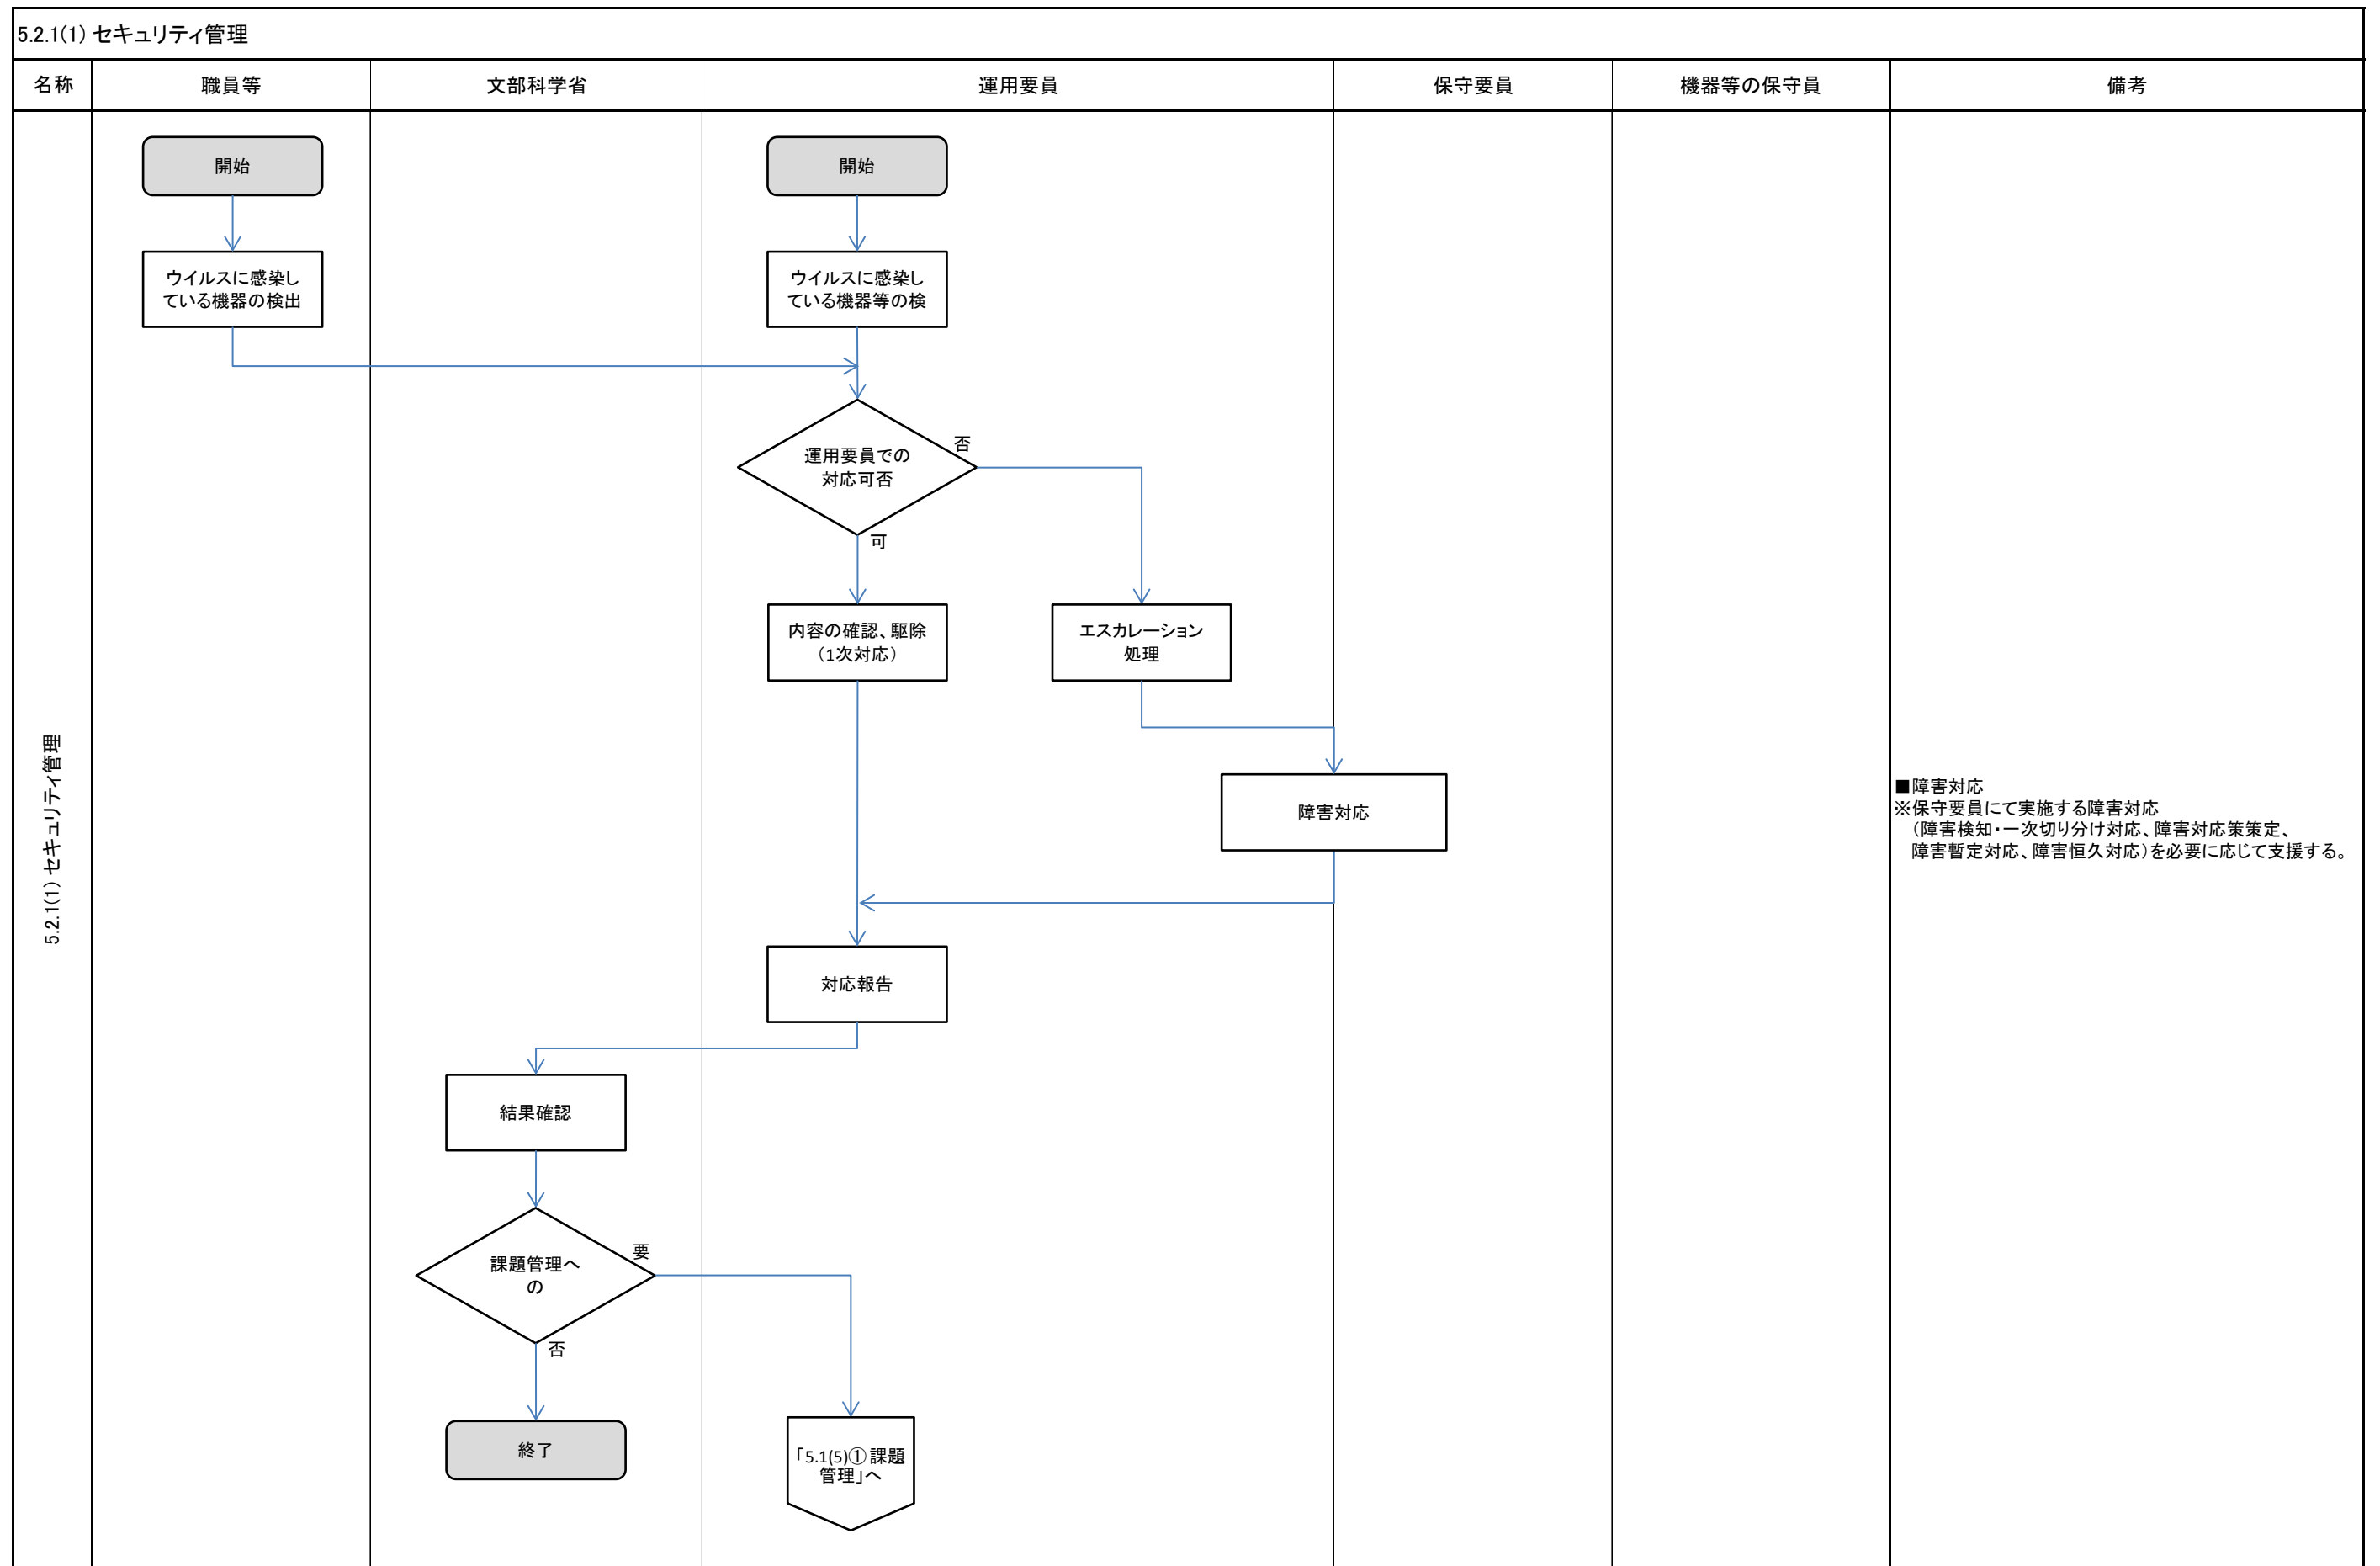 5.2.1(1) セキュリティ管理
名称
職員等
文部科学省
運用要員
保守要員
機器等の保守員
備考
5.2.1(1) セキュリティ管理
開始
開始
ウイルスに感染し
ている機器の検出
ウイルスに感染し
ている機器等の検
運用要員での
対応可否
否
可
内容の確認、駆除
（1次対応）
エスカレーション
処理
障害対応
■障害対応
※保守要員にて実施する障害対応
（障害検知・一次切り分け対応、障害対応策策定、
障害暫定対応、障害恒久対応）を必要に応じて支援する。
対応報告
結果確認
課題管理へ
の
要
否
終了
「5.1(5)①課題
管理」へ